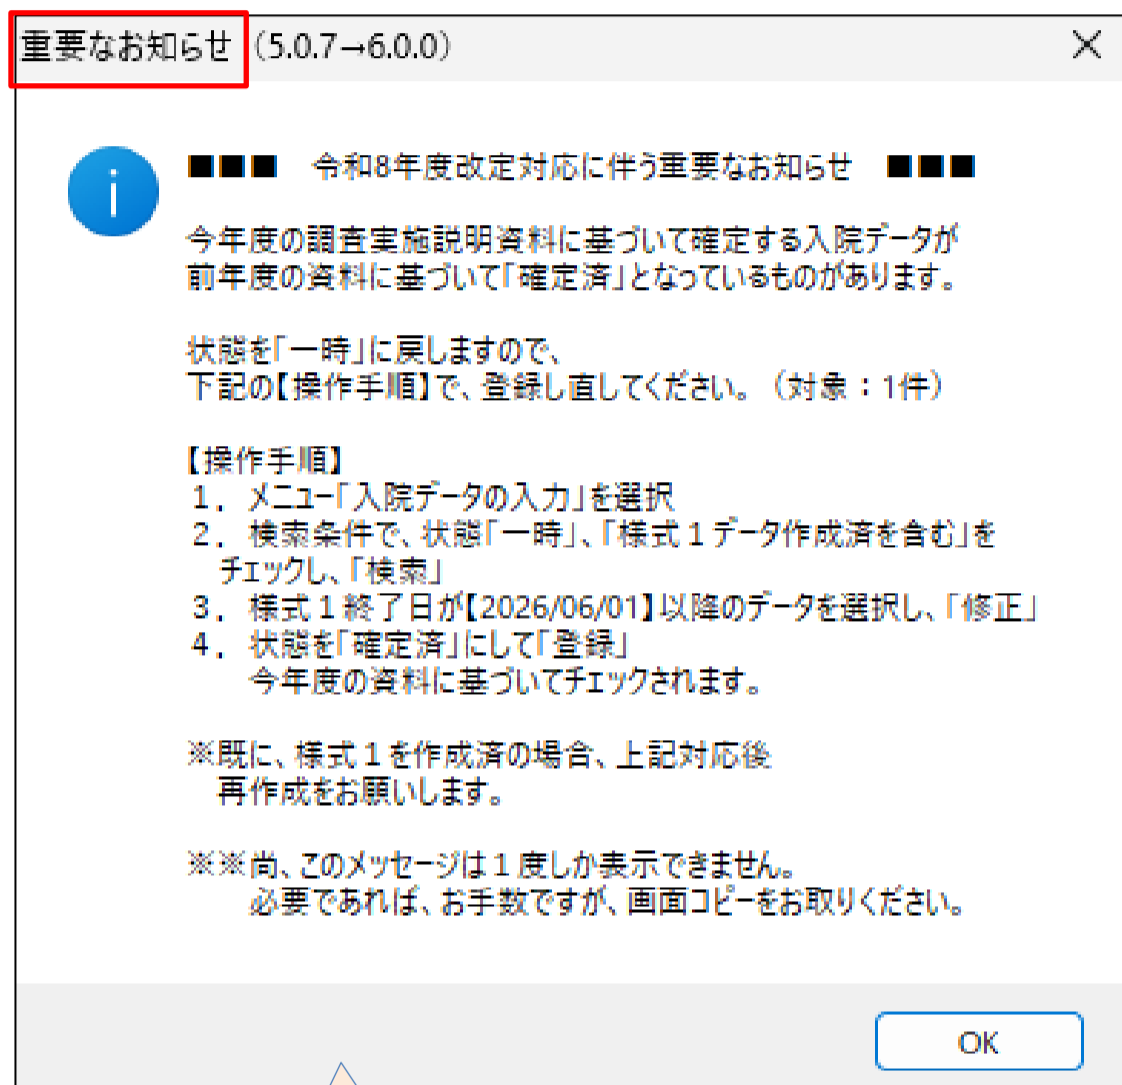 重要なお知らせ（5.0.7→6.0.0）
■■■　令和8年度改定対応に伴う重要なお知らせ　■■■
今年度の調査実施説明資料に基づいて確定する入院データが
前年度の資料に基づいて「確定済」となっているものがあります。
状態を「一時」に戻しますので、
下記の【操作手順】で、登録し直してください。（対象：1件）
【操作手順】
１．メニュー「入院データの入力」を選択
２．検索条件で、状態「一時」、「様式１データ作成済を含む」を
チェックし、「検索」
３．様式１終了日が【2026/06/01】以降のデータを選択し、「修正」
４．状態を「確定済」にして「登録」
今年度の資料に基づいてチェックされます。
※既に、様式１を作成済の場合、上記対応後
再作成をお願いします。
※※尚、このメッセージは１度しか表示できません。
必要であれば、お手数ですが、画面コピーをお取りください。
OK